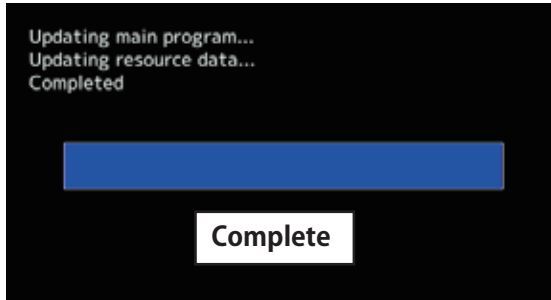 Updating main program...
Updating resource data...
Completed
Complete